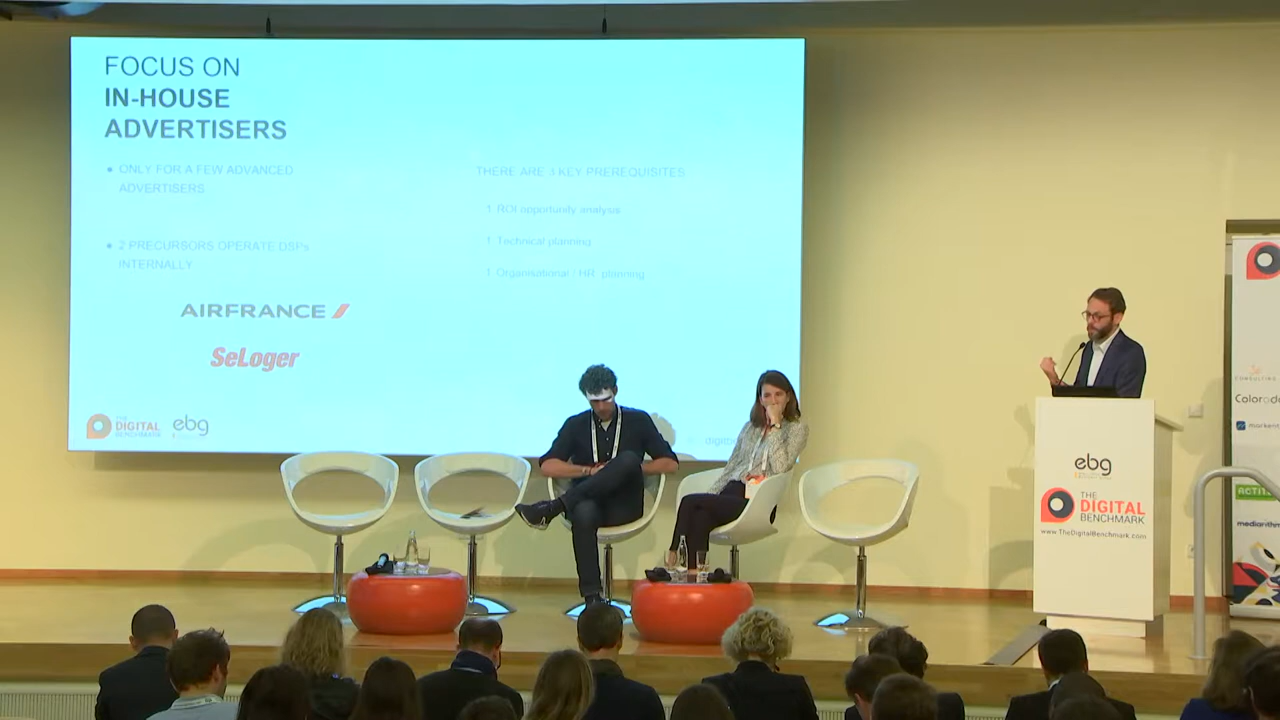 FOCUS ON
IN-HOUSE
ADVERTISERS
● ONLY FOR A FEW ADVANCED
ADVERTISERS
● 2 PRECURSORS OPERATE DSPs
INTERNALLY
AIRFRANCE
SeLoger
THERE ARE 3 KEY PREREQUISITES
1 ROI opportunity analysis
1 Technical planning
1 Organisational / HR planning
THE
DIGITAL
BENCHMARK
ebg
ebg
THE
DIGITAL
BENCHMARK
www.TheDigitalBenchmark.com
CONSULTING